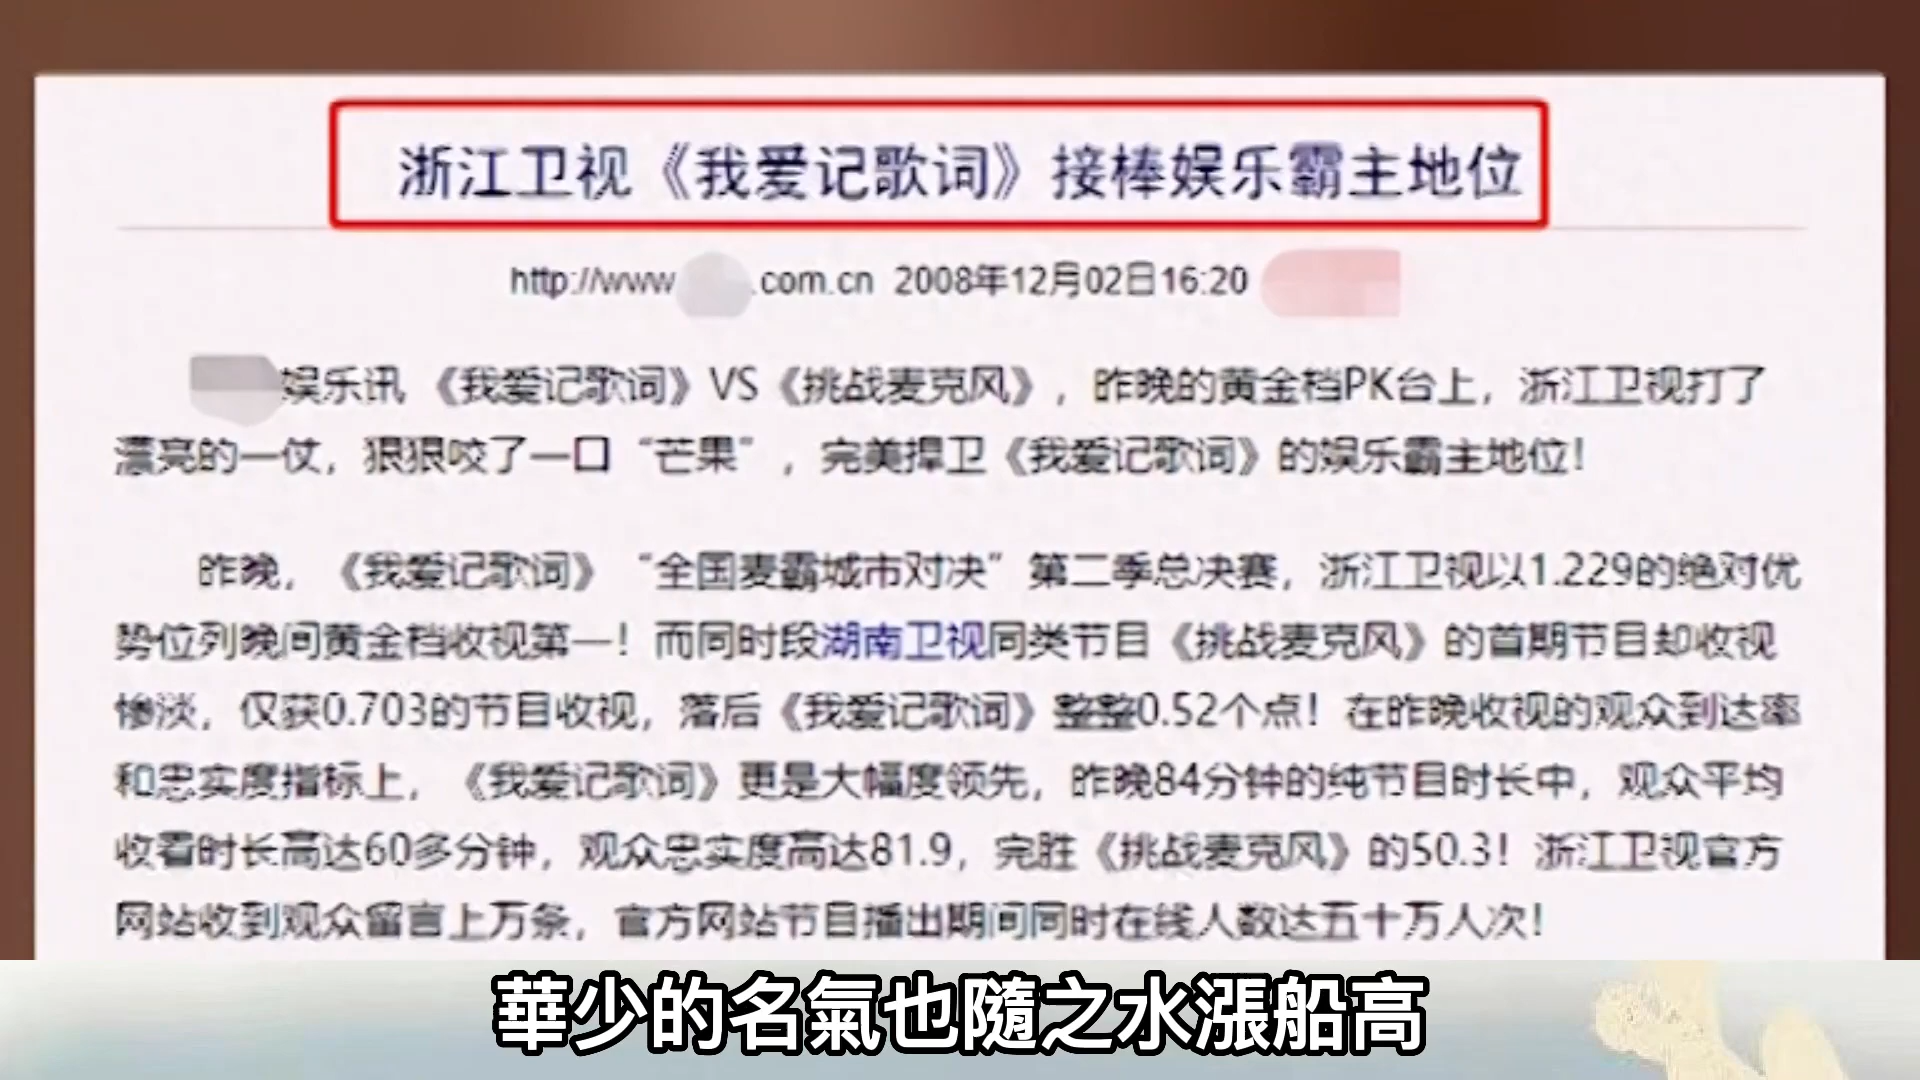 浙江卫视《我爱记歌词》接棒娱乐霸主地位
http://www .com.cn 2008年12月02日16:20
娱乐讯 《我爱记歌词》VS《挑战麦克风》，昨晚的黄金档PK台上，浙江卫视打了
漂亮的一仗，狠狠咬了一口“芒果”，完美捍卫《我爱记歌词》的娱乐霸主地位！
昨晚，《我爱记歌词》“全国麦霸城市对决”第二季总决赛，浙江卫视以1.229的绝对优
势位列晚间黄金档收视第一！而同时段湖南卫视同类节目《挑战麦克风》的首期节目却收视
惨淡，仅获0.703的节目收视，落后《我爱记歌词》整整0.52个点！在昨晚收视的观众到达率
和忠实度指标上，《我爱记歌词》更是大幅度领先，昨晚84分钟的纯节目时长中，观众平均
收看时长高达60多分钟，观众忠实度高达81.9，完胜《挑战麦克风》的50.3！浙江卫视官方
网站收到观众留言上万条，官方网站节目播出期间同时在线人数达五十万人次！
華少的名氣也隨之水漲船高